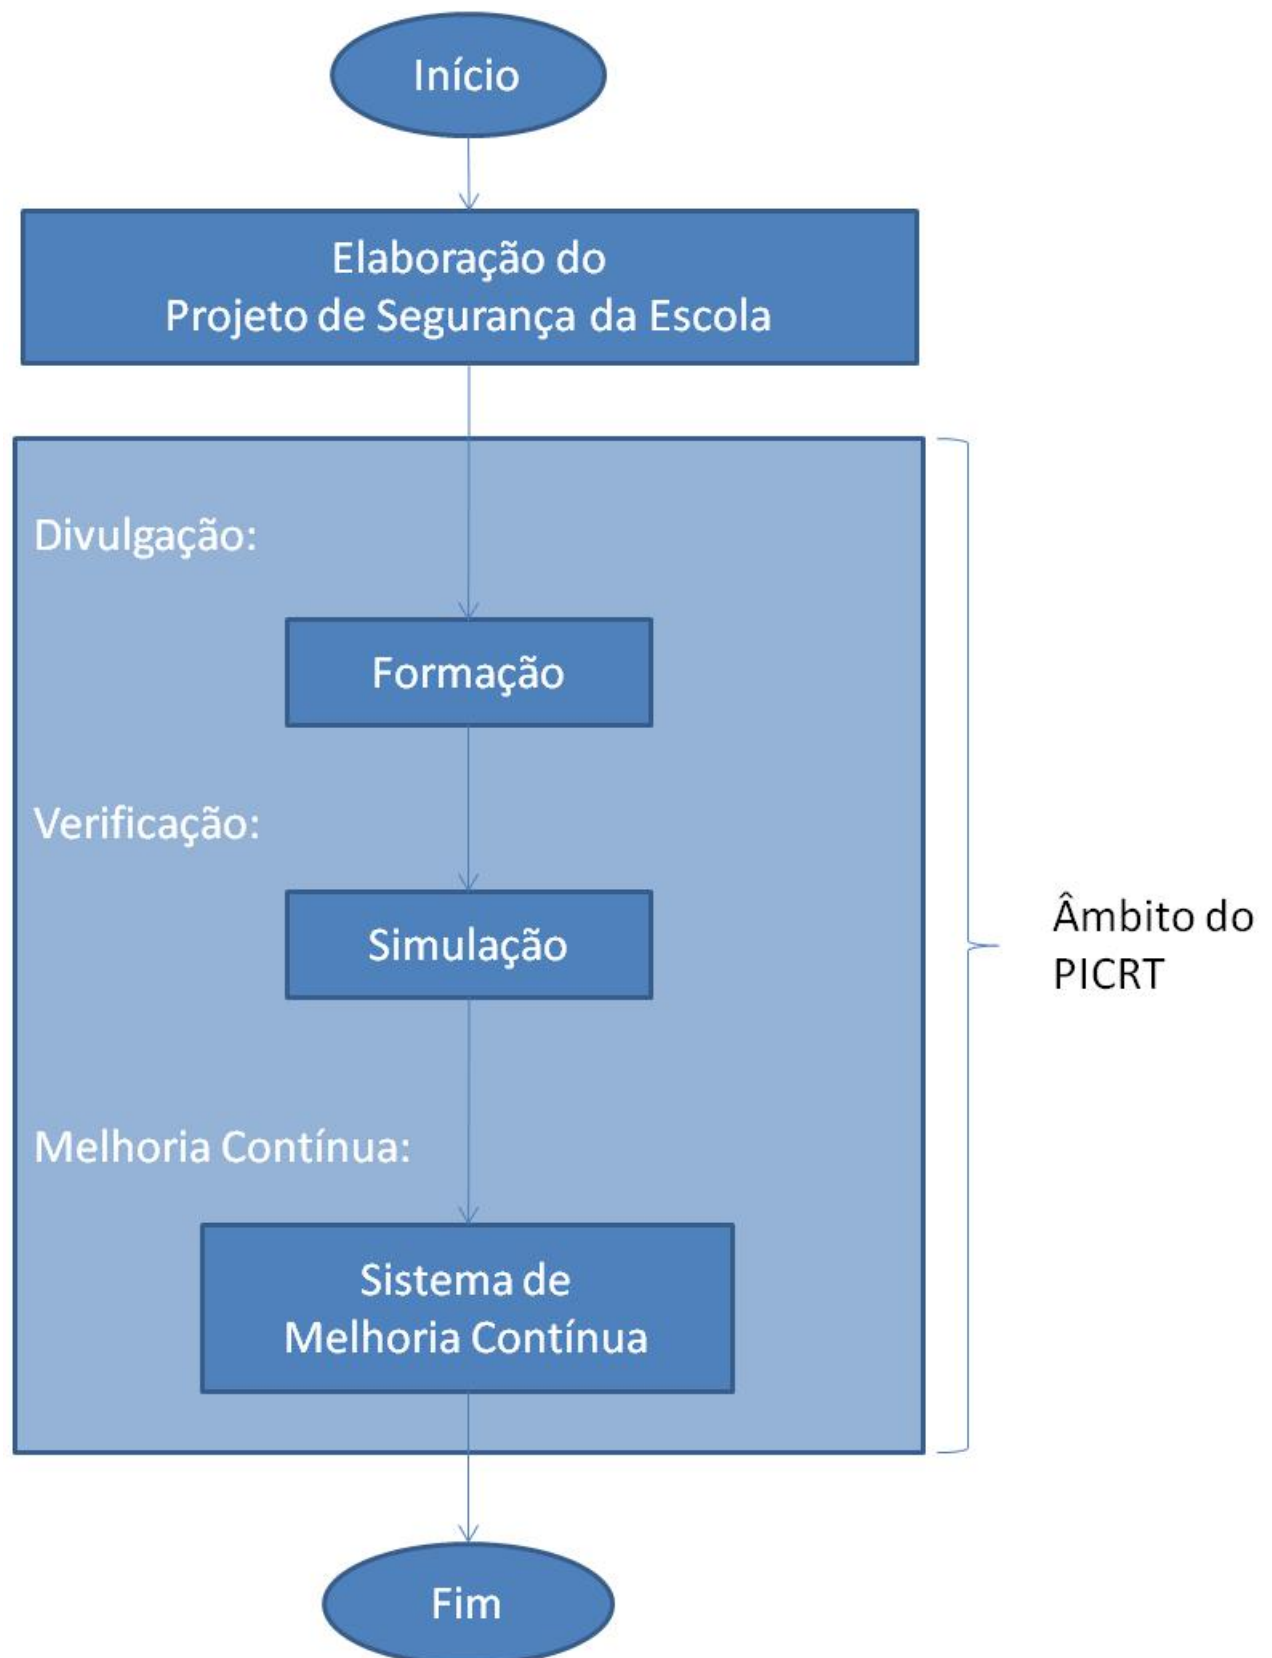 Início
Elaboração do
Projeto de Segurança da Escola
Divulgação:
Formação
Verificação:
Simulação
Âmbito do
PICRT
Melhoria Contínua:
Sistema de
Melhoria Contínua
Fim